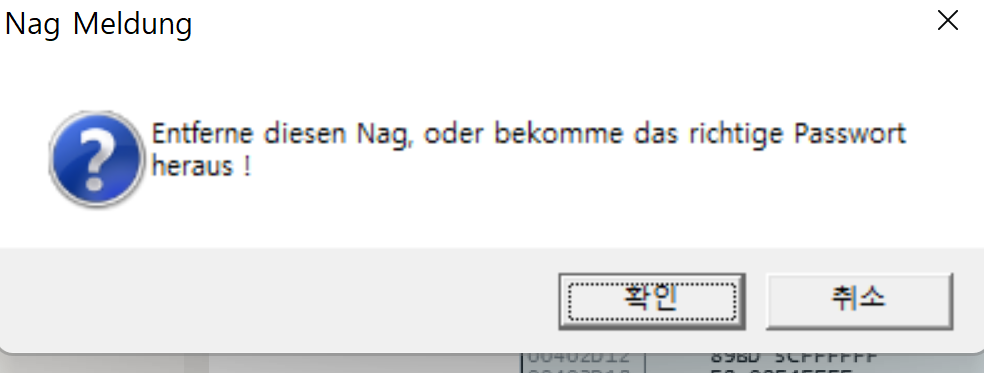 Nag Meldung
Entferne diesen Nag, oder bekomme das richtige Passwort
heraus !
확인 취소
00402D12 89BD 5CFFFFFF